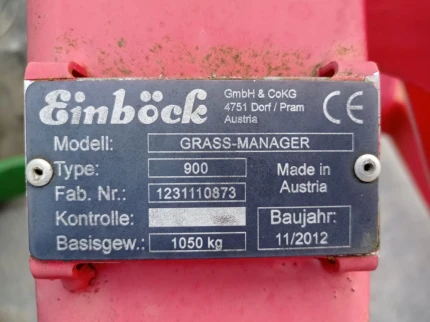 Einböck
GmbH & CoKG
4751 Dorf / Pram
Austria
CE
Modell: GRASS-MANAGER
Type: 900
Fab. Nr.: 1231110873
Made in
Austria
Kontrolle:
Basisgew.: 1050 kg
Baujahr:
11/2012